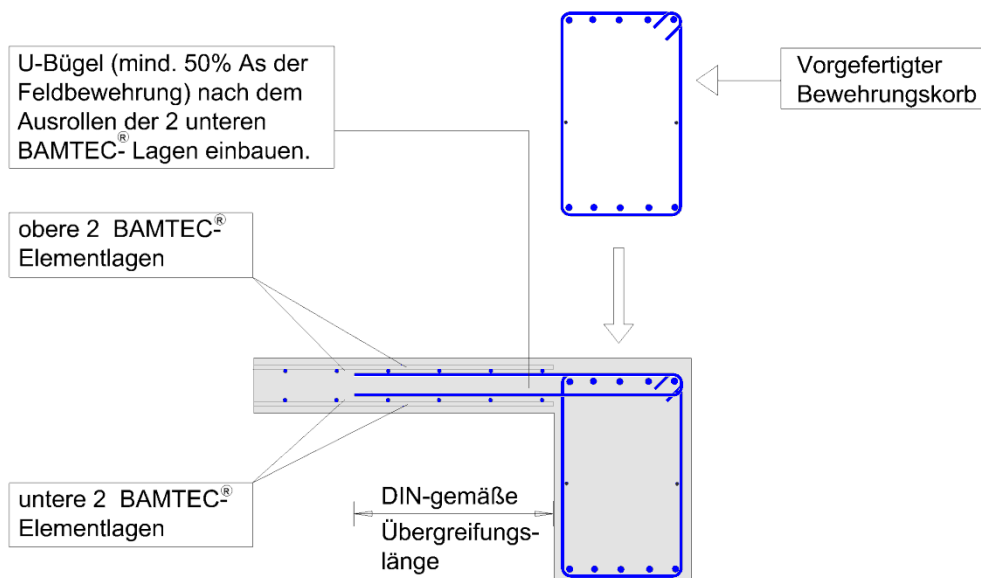 U-Bügel (mind. 50% As der
Feldbewehrung) nach dem
Ausrollen der 2 unteren
BAMTEC®- Lagen einbauen.
Vorgefertigter
Bewehrungskorb
obere 2 BAMTEC®-
Elementlagen
untere 2 BAMTEC®-
Elementlagen
DIN-gemäße
Übergreifungs-
länge